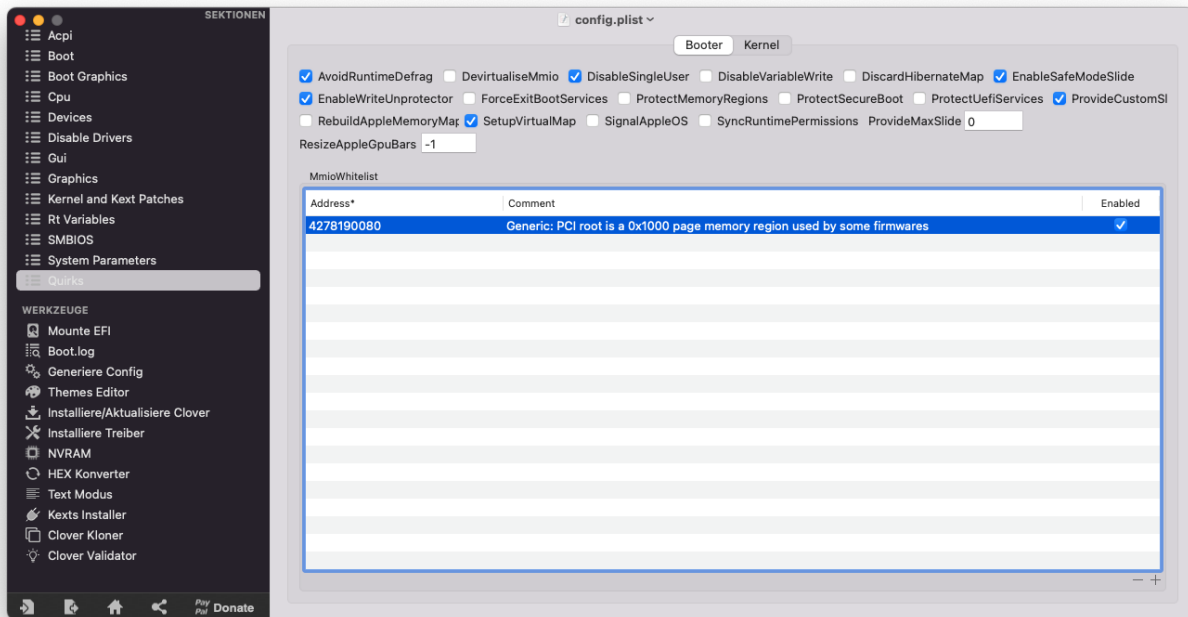 SEKTIONEN
Acpi
Boot
Boot Graphics
Cpu
Devices
Disable Drivers
Gui
Graphics
Kernel and Kext Patches
Rt Variables
SMBIOS
System Parameters
Quirks
WERKZEUGE
Mounte EFI
Boot.log
Generiere Config
Themes Editor
Installiere/Aktualisiere Clover
Installiere Treiber
NVRAM
HEX Konverter
Text Modus
Kexts Installer
Clover Kloner
Clover Validator
Pay Pal Donate
config.plist
Booter Kernel
AvoidRuntimeDefrag DevirtualiseMmio DisableSingleUser DisableVariableWrite DiscardHibernateMap EnableSafeModeSlide
EnableWriteUnprotector ForceExitBootServices ProtectMemoryRegions ProtectSecureBoot ProtectUefiServices ProvideCustomSl
RebuildAppleMemoryMap SetupVirtualMap SignalAppleOS SyncRuntimePermissions ProvideMaxSlide 0
ResizeAppleGpuBars -1
MmioWhitelist
Address* Comment Enabled
4278190080 Generic: PCI root is a 0x1000 page memory region used by some firmwares